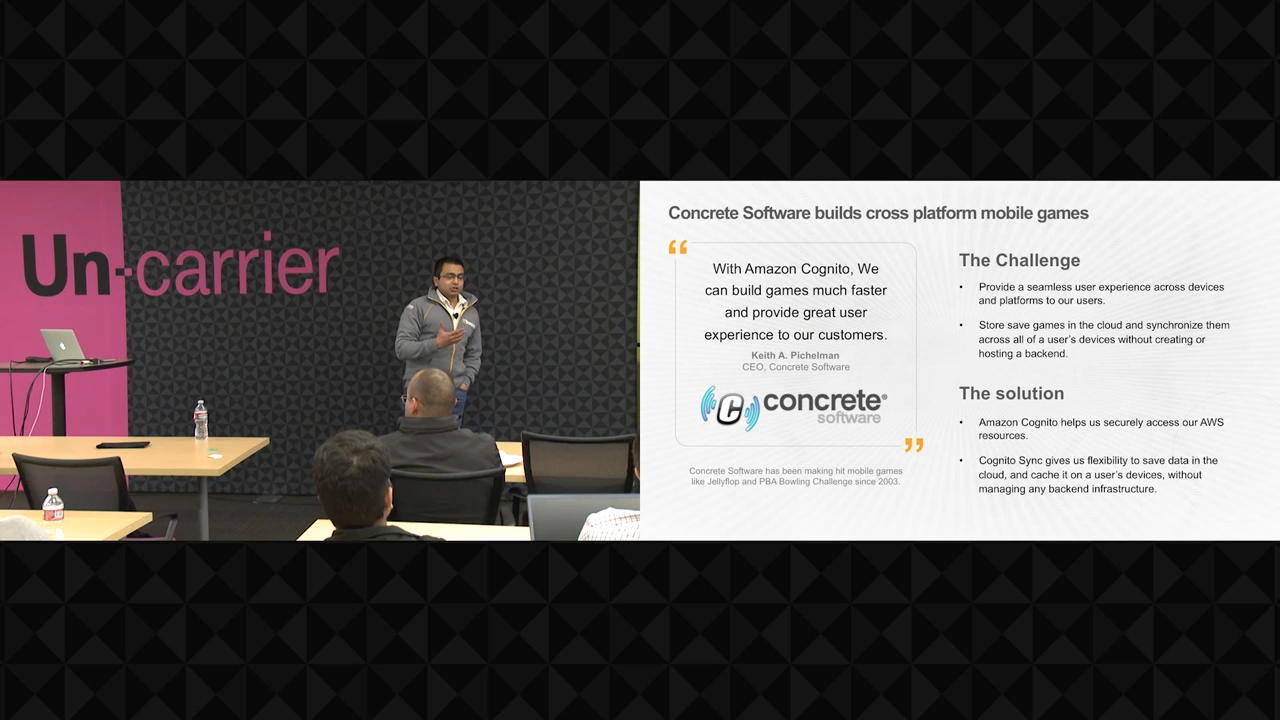 Un-carrier
Concrete Software builds cross platform mobile games
“
With Amazon Cognito, We
can build games much faster
and provide great user
experience to our customers.
Keith A. Pichelman
CEO, Concrete Software
C concrete®
software
”
Concrete Software has been making hit mobile games
like Jellyflop and PBA Bowling Challenge since 2003.
The Challenge
• Provide a seamless user experience across devices
and platforms to our users.
• Store save games in the cloud and synchronize them
across all of a user’s devices without creating or
hosting a backend.
The solution
• Amazon Cognito helps us securely access our AWS
resources.
• Cognito Sync gives us flexibility to save data in the
cloud, and cache it on a user’s devices, without
managing any backend infrastructure.